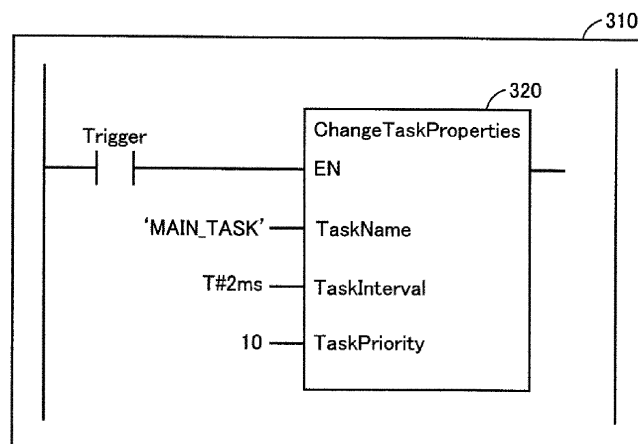 310
320
Trigger
ChangeTaskProperties
EN
'MAIN_TASK' TaskName
T#2ms TaskInterval
10 TaskPriority